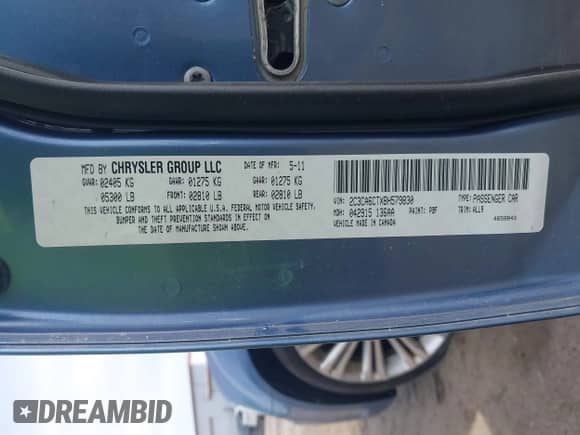 MFD BY CHRYSLER GROUP LLC DATE OF MFR 5-11
GVWR: 02405 KG GAWR: 01275 KG GAWR: 01275 KG
05300 LB FRONT: 02810 LB REAR: 02810 LB
THIS VEHICLE CONFORMS TO ALL APPLICABLE U.S.A. FEDERAL MOTOR VEHICLE SAFETY,
BUMPER AND THEFT PREVENTION STANDARDS IN EFFECT ON
THE DATE OF MANUFACTURE SHOWN ABOVE.
VIN: 2C3CA6CTXBH579830 TYPE: PASSENGER CAR
MDH: 042915 135AA PAINT: PBF TRIM: ALL9
VEHICLE MADE IN CANADA
DREAMBID